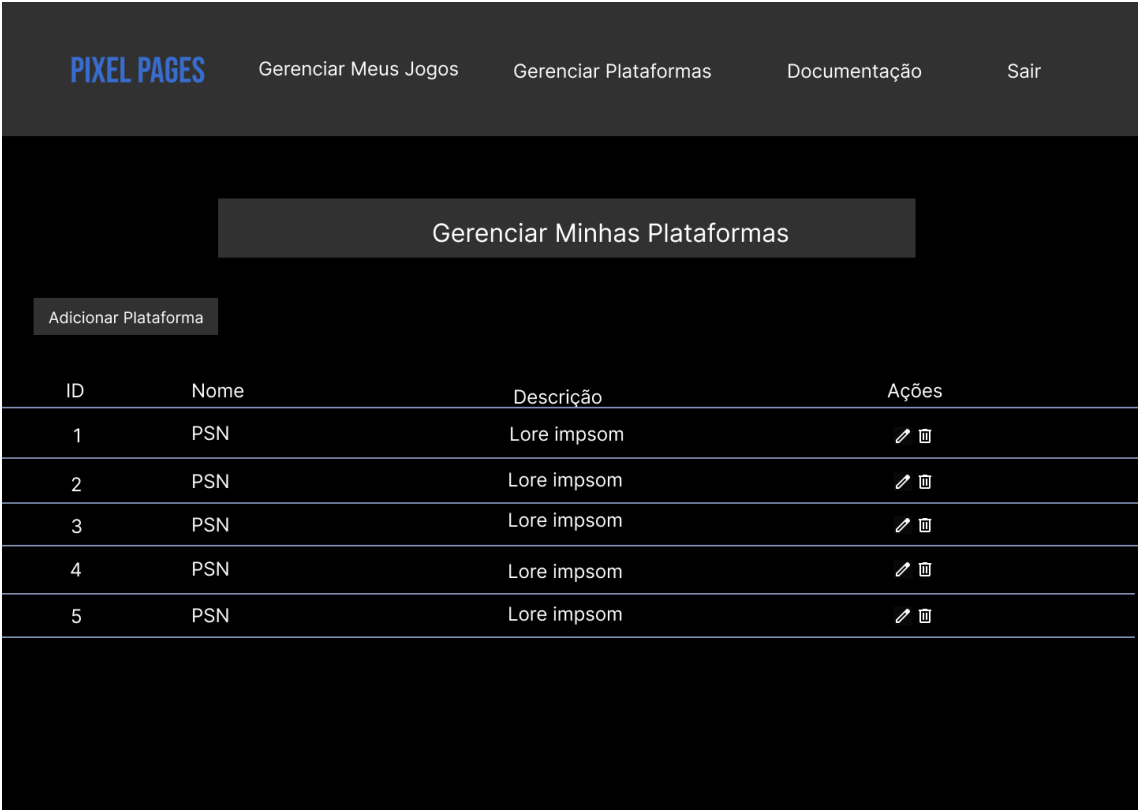 PIXEL PAGES Gerenciar Meus Jogos Gerenciar Plataformas Documentação Sair
Gerenciar Minhas Plataformas
Adicionar Plataforma
ID Nome Descrição Ações
1 PSN Lore impsom
2 PSN Lore impsom
3 PSN Lore impsom
4 PSN Lore impsom
5 PSN Lore impsom